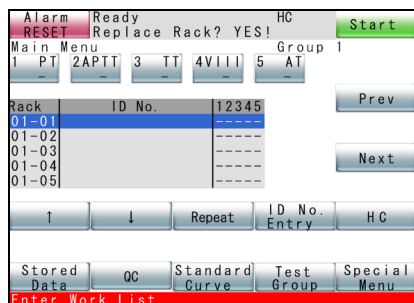 Alarm RESET Ready HC Start
Replace Rack? YES!
Main Menu Group 1
1 PT 2APTT 3 TT 4VIII 5 AT
– – – – –
Prev
Rack ID No. 12345
01-01 -----
01-02 -----
01-03 -----
01-04 -----
01-05 -----
Next
↑ ↓ Repeat ID No. Entry HC
Stored Data QC Standard Curve Test Group Special Menu
Enter Work List